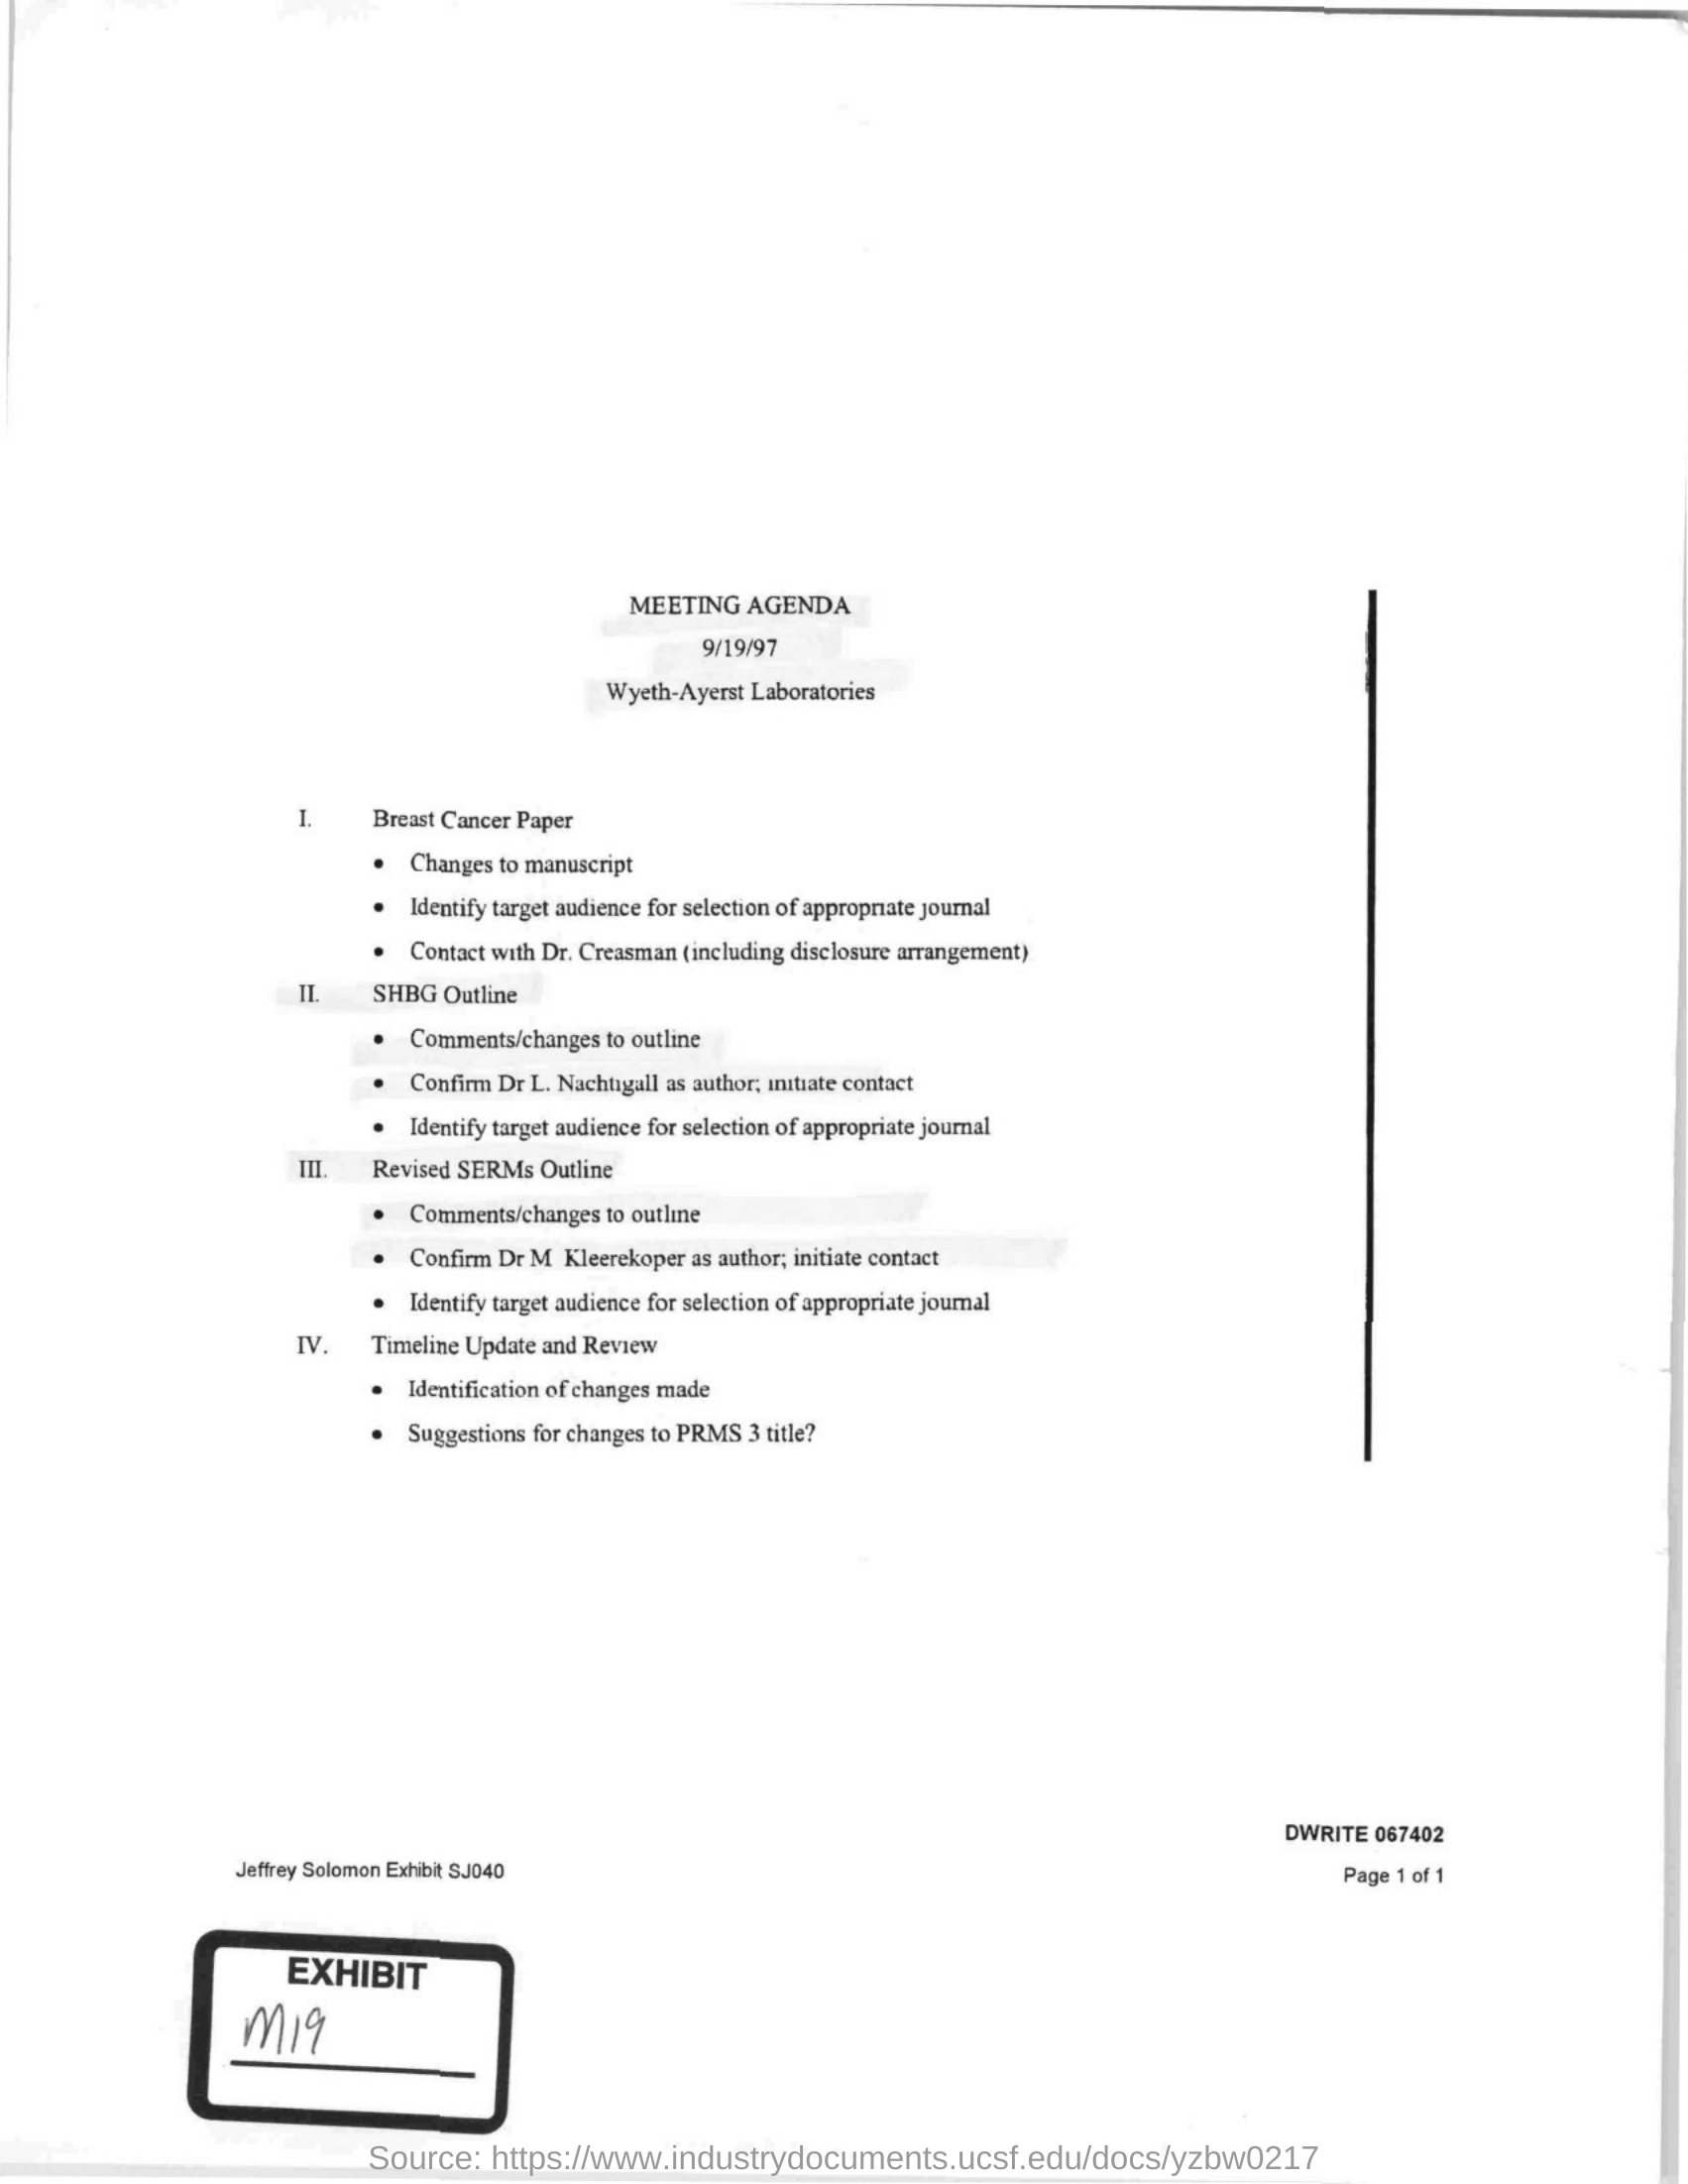 MEETING AGENDA
9/19/97
Wyeth-Ayerst Laboratories
I. Breast Cancer Paper
• Changes to manuscript
• Identify target audience for selection of appropriate journal
• Contact with Dr. Creasman (including disclosure arrangement)
II. SHBG Outline
• Comments/changes to outline
• Confirm Dr L. Nachtigall as author; initiate contact
• Identify target audience for selection of appropriate journal
III. Revised SERMs Outline
• Comments/changes to outline
• Confirm Dr M Kleerekoper as author; initiate contact
• Identify target audience for selection of appropriate journal
IV. Timeline Update and Review
• Identification of changes made
• Suggestions for changes to PRMS 3 title?
DWRITE 067402
Jeffrey Solomon Exhibit SJ040
Page 1 of 1
EXHIBIT
M19
Source: https://www.industrydocuments.ucsf.edu/docs/yzbw0217